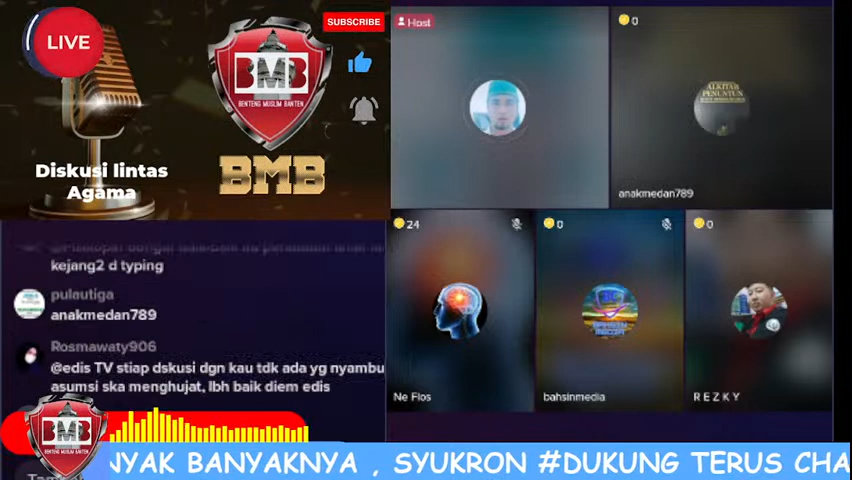 LIVE
SUBSCRIBE
BMB
BENTENG MUSLIM BANTEN
Diskusi lintas
Agama
BMB
Host
0
anakmedan789
kejang2 d typing
pulautiga
anakmedan789
Rosmawaty906
@edis TV stiap dskusi dgn kau tdk ada yg nyambu
asumsi ska menghujat, lbh baik diem edis
24
Ne Flos
0
bahsinmedia
0
R E Z K Y
BMB
NYAK BANYAKNYA , SYUKRON #DUKUNG TERUS CHA